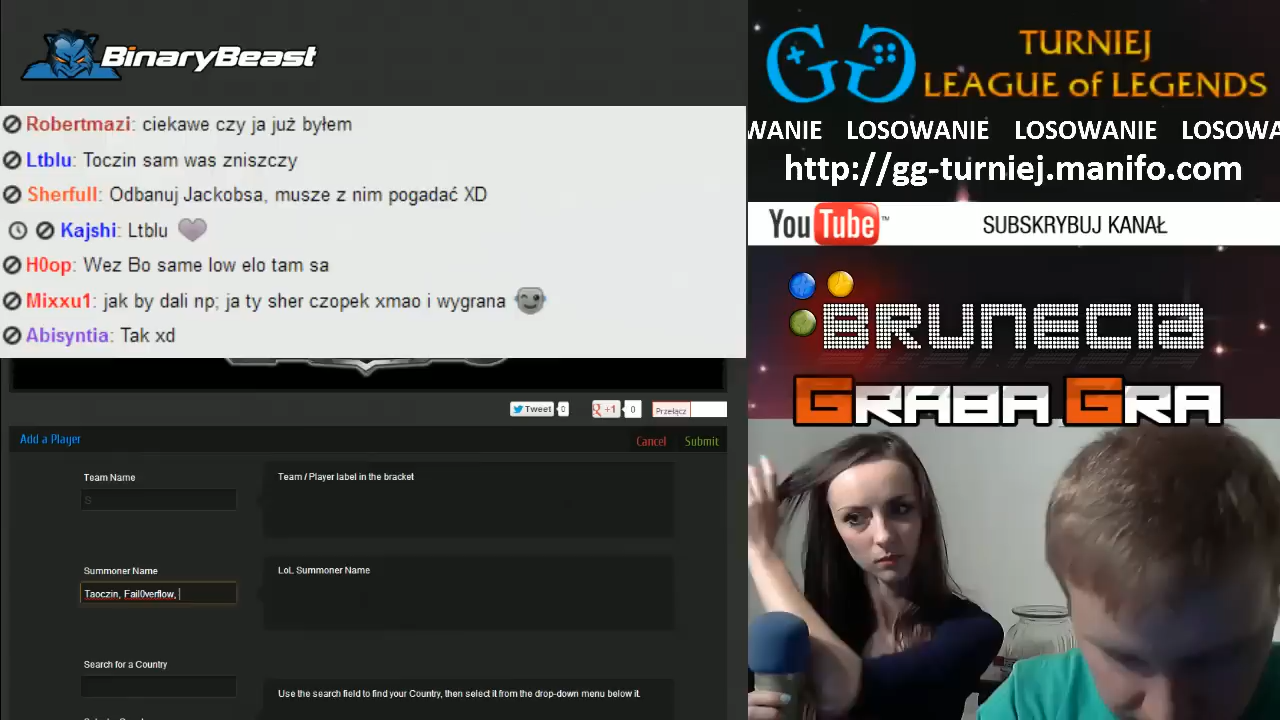 BinaryBeast
Robertmazi: ciekawe czy ja już byłem
Ltblu: Toczin sam was zniszczy
Sherfull: Odbanuj Jackobsa, musze z nim pogadać XD
Kajshi: Ltblu
H0op: Wez Bo same low elo tam sa
Mixxu1: jak by dali np; ja ty sher czopek xmao i wygrana
Abisyntia: Tak xd
Tweet 0
+1 0
Przełącz
Add a Player
Cancel Submit
Team Name
S
Team / Player label in the bracket
Summoner Name
Taoczin, Fail0verflow,
LoL Summoner Name
Search for a Country
Use the search field to find your Country, then select it from the drop-down menu below it.
GG
TURNIEJ
LEAGUE of LEGENDS
WANIE LOSOWANIE LOSOWANIE LOSOWA
http://gg-turniej.manifo.com
YouTube™ SUBSKRYBUJ KANAŁ
BRUNECIA
GRABA GRA